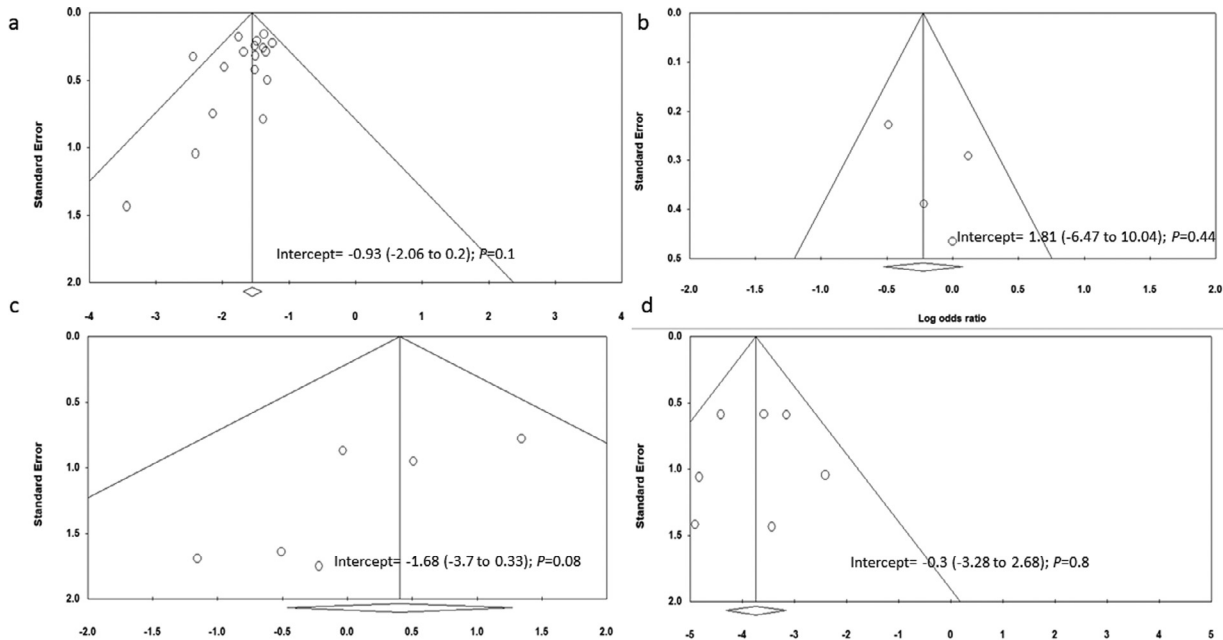 a
0.0
0.5
1.0
1.5
2.0
Standard Error
Intercept= -0.93 (-2.06 to 0.2); P=0.1
-4 -3 -2 -1 0 1 2 3 4
b
0.0
0.1
0.2
0.3
0.4
0.5
Standard Error
Intercept= 1.81 (-6.47 to 10.04); P=0.44
-2.0 -1.5 -1.0 -0.5 0.0 0.5 1.0 1.5 2.0
Log odds ratio
c
0.0
0.5
1.0
1.5
2.0
Standard Error
Intercept= -1.68 (-3.7 to 0.33); P=0.08
-2.0 -1.5 -1.0 -0.5 0.0 0.5 1.0 1.5 2.0
d
0.0
0.5
1.0
1.5
2.0
Standard Error
Intercept= -0.3 (-3.28 to 2.68); P=0.8
-5 -4 -3 -2 -1 0 1 2 3 4 5